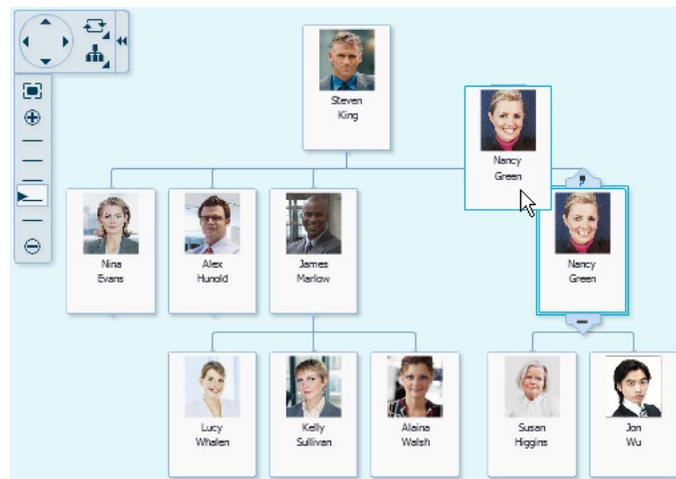 Steven
King
Nancy
Green
Nina
Evans
Alex
Hunold
James
Marlow
Nancy
Green
Lucy
Whalen
Kelly
Sullivan
Alaina
Walsh
Susan
Higgins
Jon
Wu